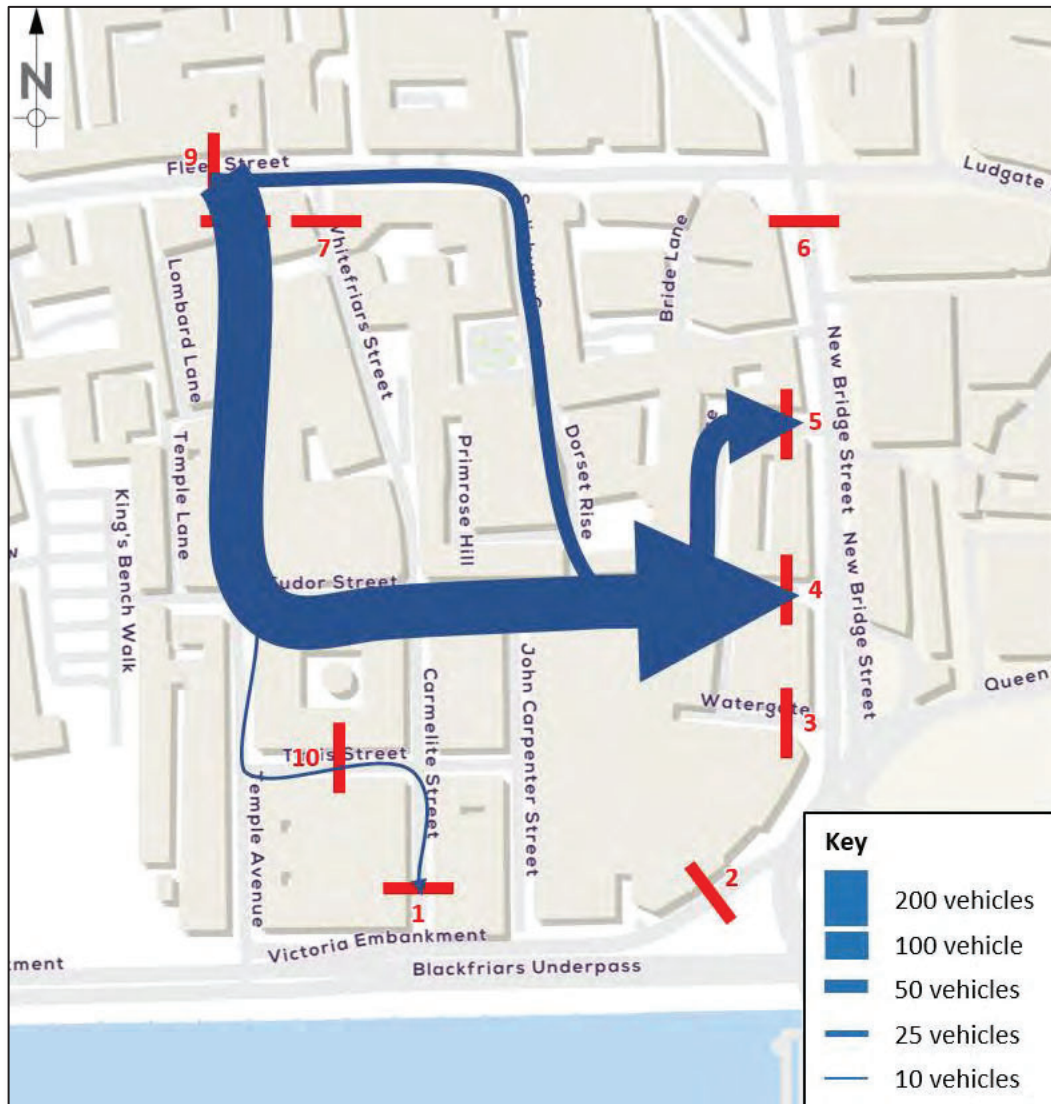 N
9
Fleet Street
Ludgate
7
6
Whitefriars Street
Bride Lane
Lombard Lane
New Bridge Street
5
Temple Lane
Primrose Hill
Dorset Rise
King's Bench Walk
New Bridge Street
Tudor Street
4
John Carpenter Street
Carmelite Street
Queen
Watergate
3
10
Street
Temple Avenue
1
2
Victoria Embankment
kment
Blackfriars Underpass
Key
200 vehicles
100 vehicle
50 vehicles
25 vehicles
10 vehicles